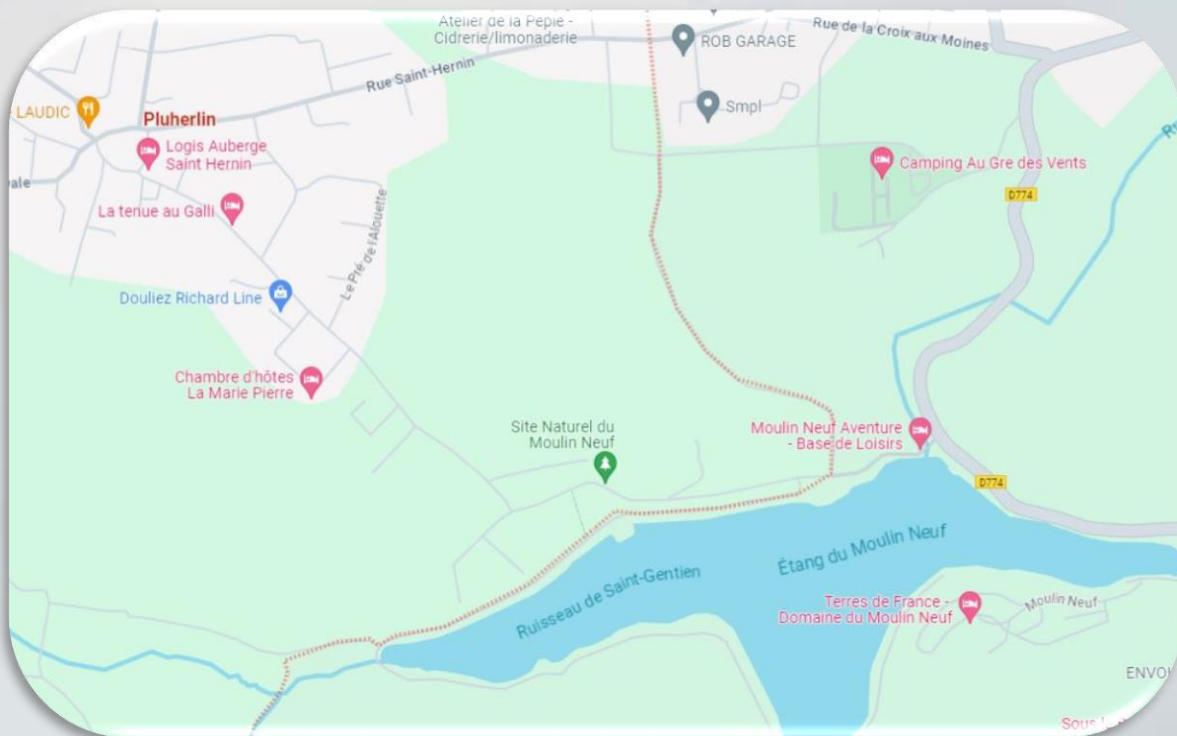 Atelier de la Pépie -
Cidrerie/limonaderie
ROB GARAGE
Rue de la Croix aux Moines
Rue Saint-Hernin
Smpl
LAUDIC
Pluherlin
Logis Auberge
Saint Hernin
Camping Au Gre des Vents
D774
La tenue au Galli
Le Pré de l'Alouette
Douliez Richard Line
Chambre d'hôtes
La Marie Pierre
Site Naturel du
Moulin Neuf
Moulin Neuf Aventure
- Base de Loisirs
D774
Étang du Moulin Neuf
Ruisseau de Saint-Gentien
Terres de France -
Domaine du Moulin Neuf
Moulin Neuf